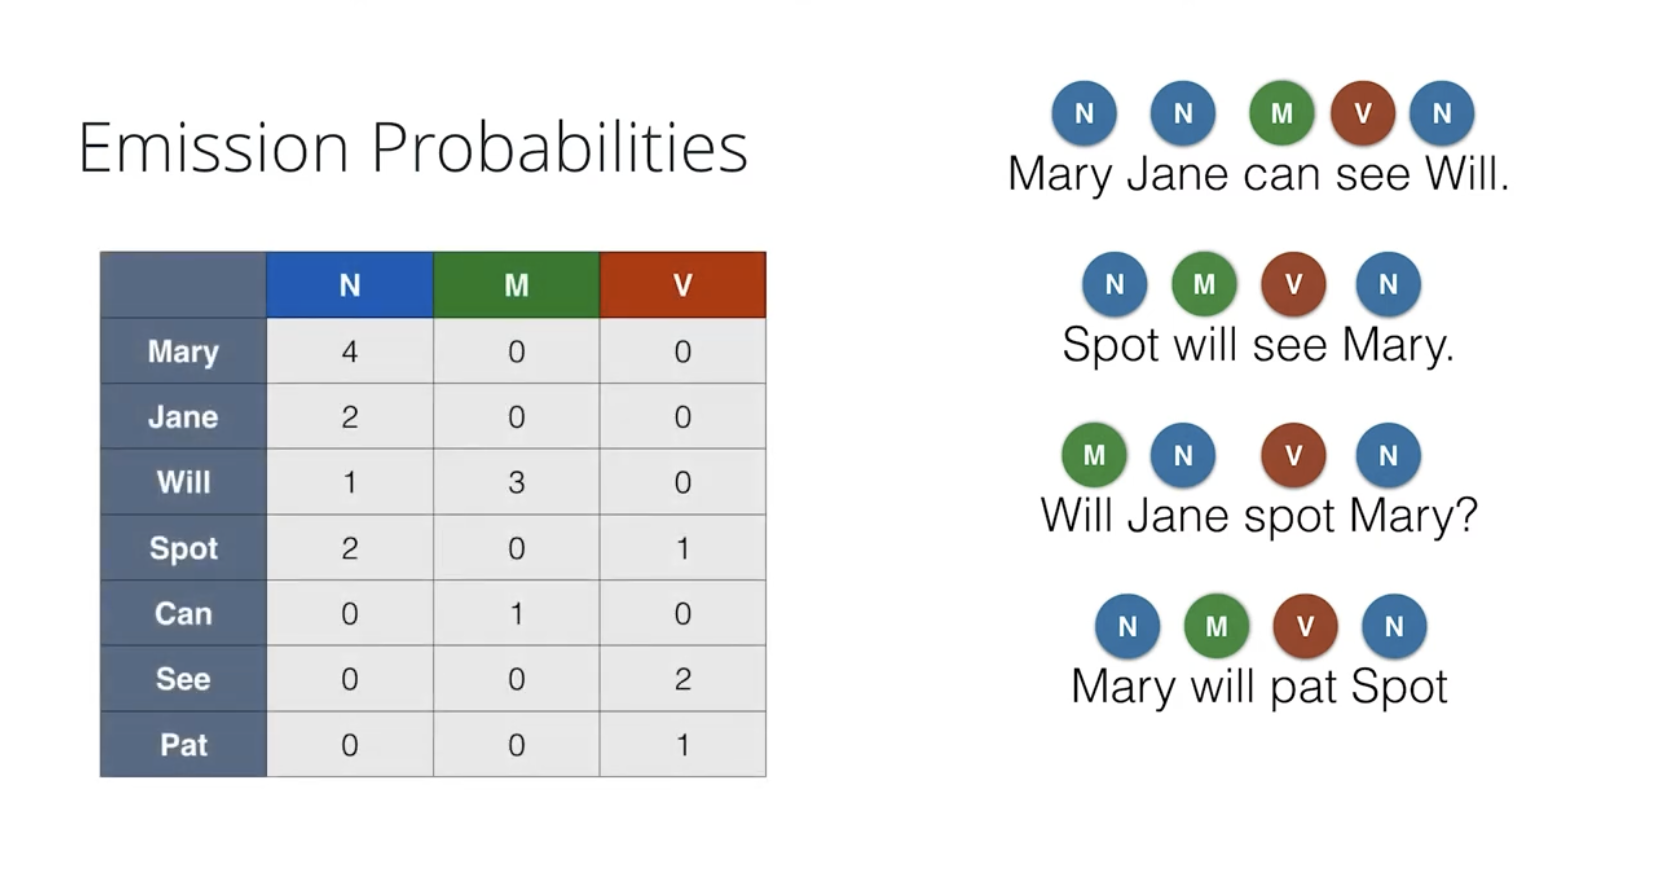 Emission Probabilities
N M V
Mary 4 0 0
Jane 2 0 0
Will 1 3 0
Spot 2 0 1
Can 0 1 0
See 0 0 2
Pat 0 0 1
N N M V N
Mary Jane can see Will.
N M V N
Spot will see Mary.
M N V N
Will Jane spot Mary?
N M V N
Mary will pat Spot